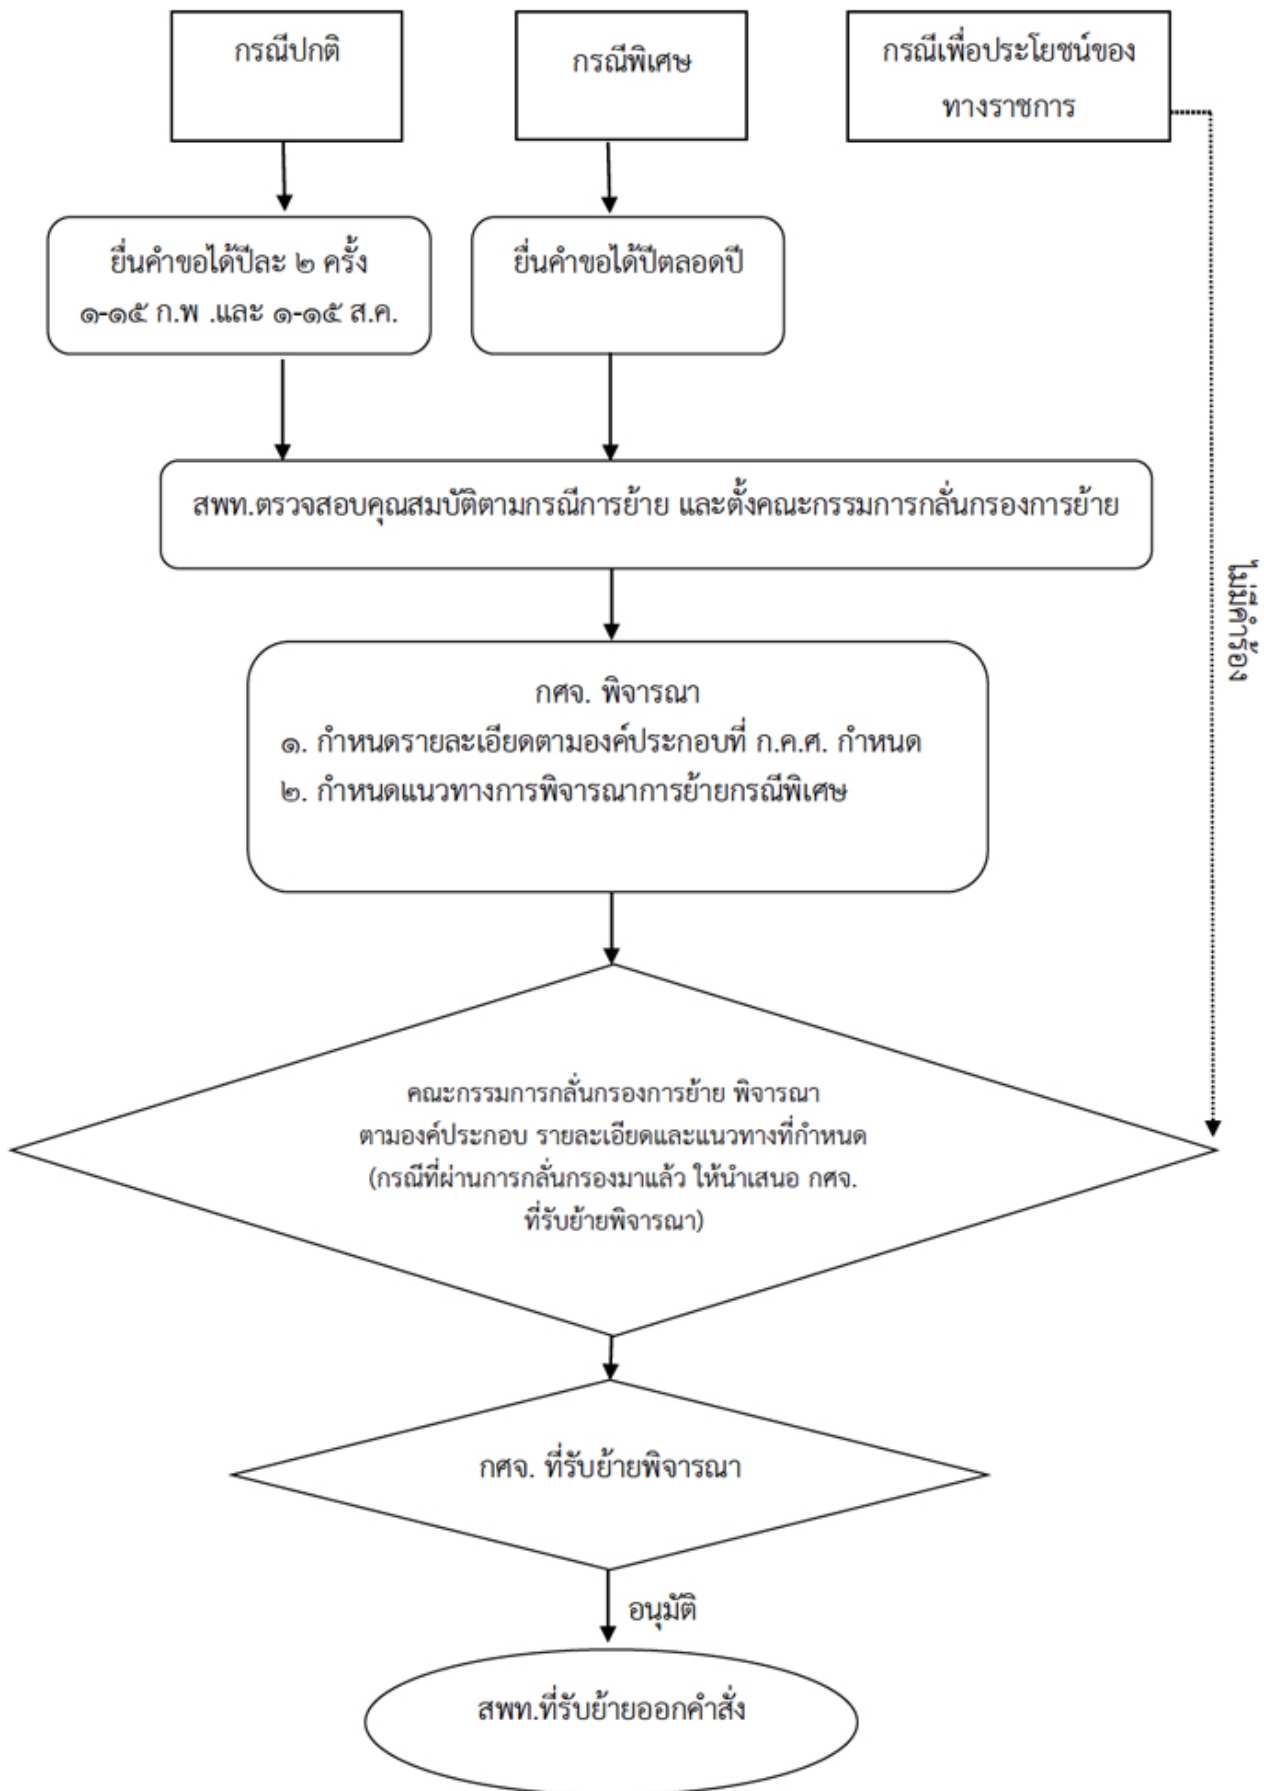 กรณีปกติ
กรณีพิเศษ
กรณีเพื่อประโยชน์ของ
ทางราชการ
ยื่นคำขอได้ปีละ ๒ ครั้ง
๑-๑๕ ก.พ .และ ๑-๑๕ ส.ค.
ยื่นคำขอได้ปีตลอดปี
สพท.ตรวจสอบคุณสมบัติตามกรณีการย้าย และตั้งคณะกรรมการกลั่นกรองการย้าย
ไม่มีคำร้อง
กศจ. พิจารณา
๑. กำหนดรายละเอียดตามองค์ประกอบที่ ก.ค.ศ. กำหนด
๒. กำหนดแนวทางการพิจารณาการย้ายกรณีพิเศษ
คณะกรรมการกลั่นกรองการย้าย พิจารณา
ตามองค์ประกอบ รายละเอียดและแนวทางที่กำหนด
(กรณีที่ผ่านการกลั่นกรองมาแล้ว ให้นำเสนอ กศจ.
ที่รับย้ายพิจารณา)
กศจ. ที่รับย้ายพิจารณา
อนุมัติ
สพท.ที่รับย้ายออกคำสั่ง